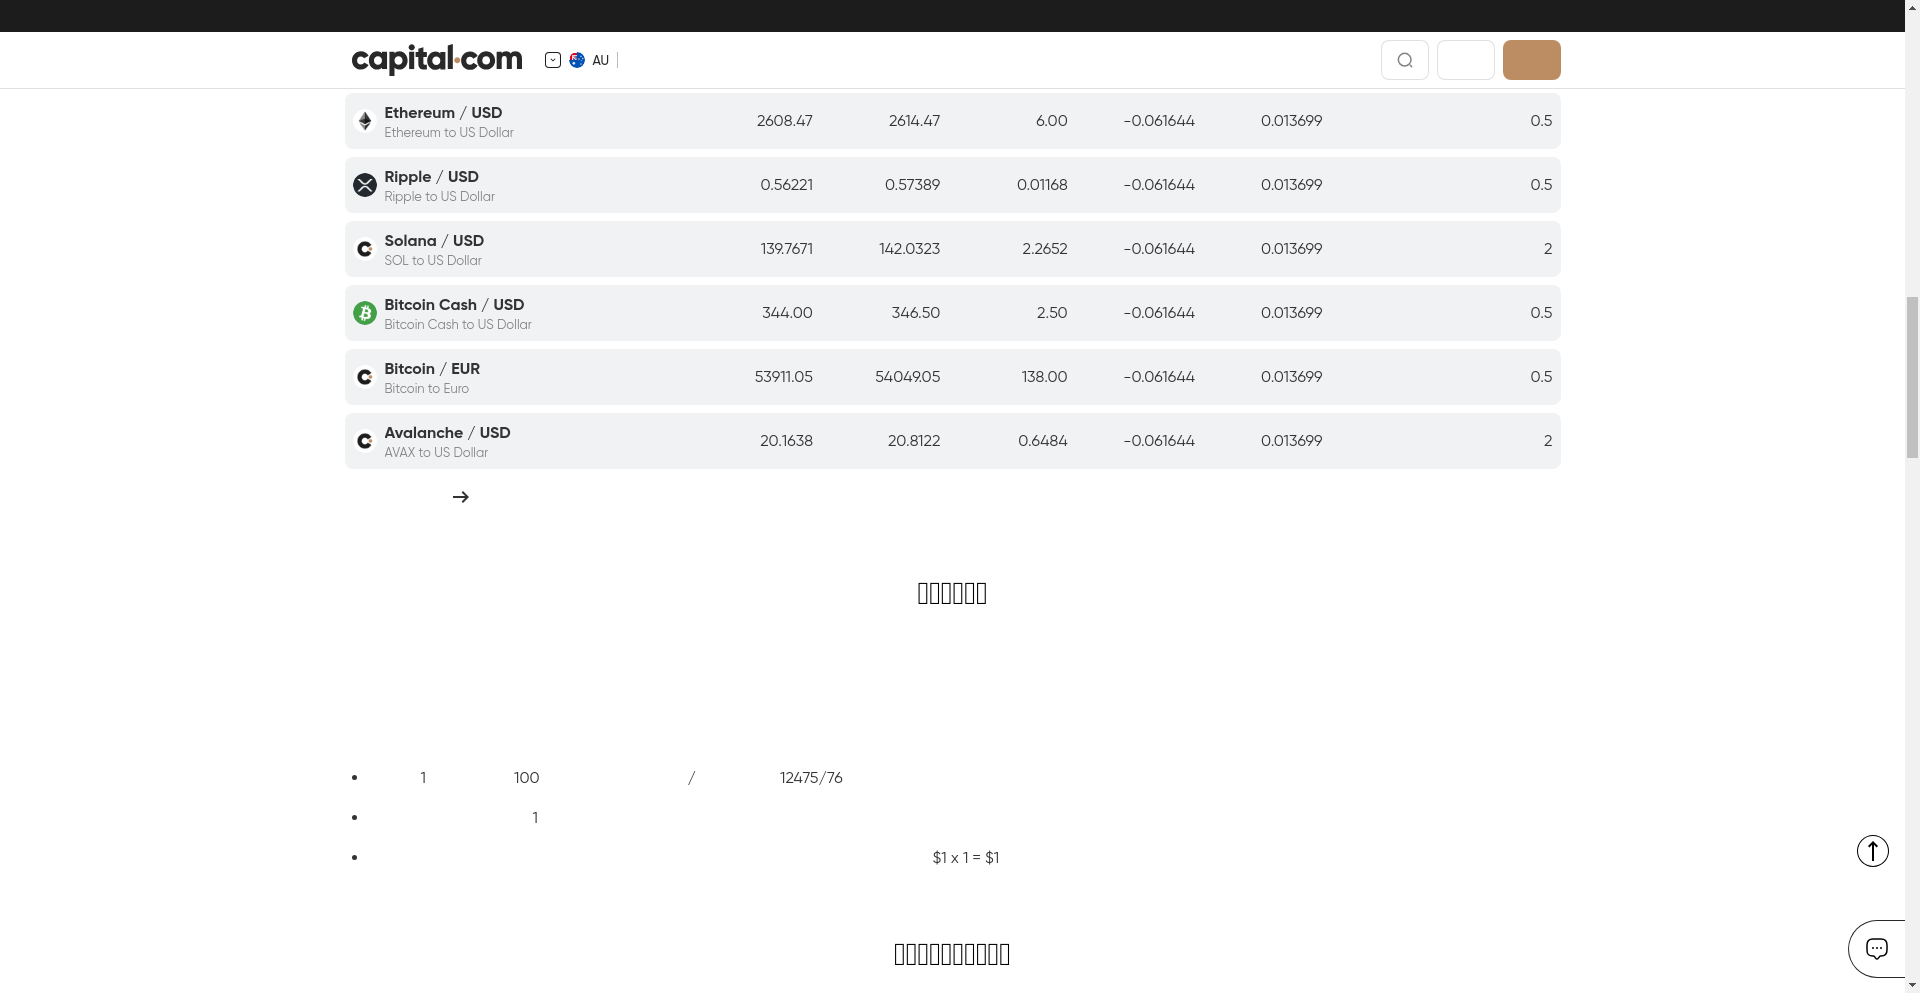 capital.com
AU
Ethereum / USD 2608.47 2614.47 6.00 -0.061644 0.013699 0.5
Ethereum to US Dollar
Ripple / USD 0.56221 0.57389 0.01168 -0.061644 0.013699 0.5
Ripple to US Dollar
Solana / USD 139.7671 142.0323 2.2652 -0.061644 0.013699 2
SOL to US Dollar
Bitcoin Cash / USD 344.00 346.50 2.50 -0.061644 0.013699 0.5
Bitcoin Cash to US Dollar
Bitcoin / EUR 53911.05 54049.05 138.00 -0.061644 0.013699 0.5
Bitcoin to Euro
Avalanche / USD 20.1638 20.8122 0.6484 -0.061644 0.013699 2
AVAX to US Dollar
1 100 / 12475/76
1
$1 x 1 = $1